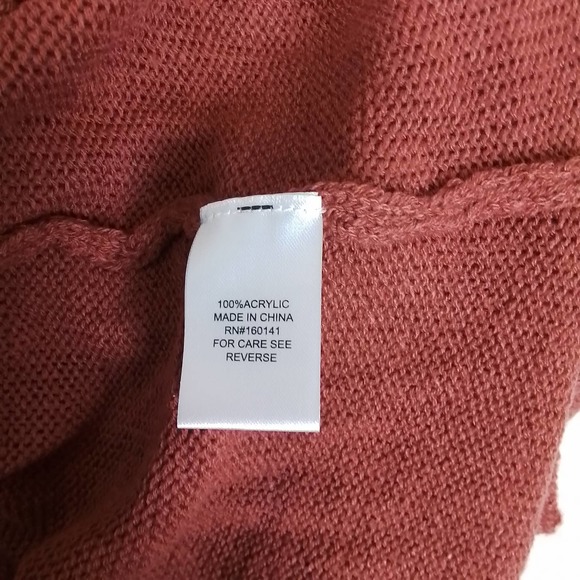 100%ACRYLIC
MADE IN CHINA
RN#160141
FOR CARE SEE
REVERSE